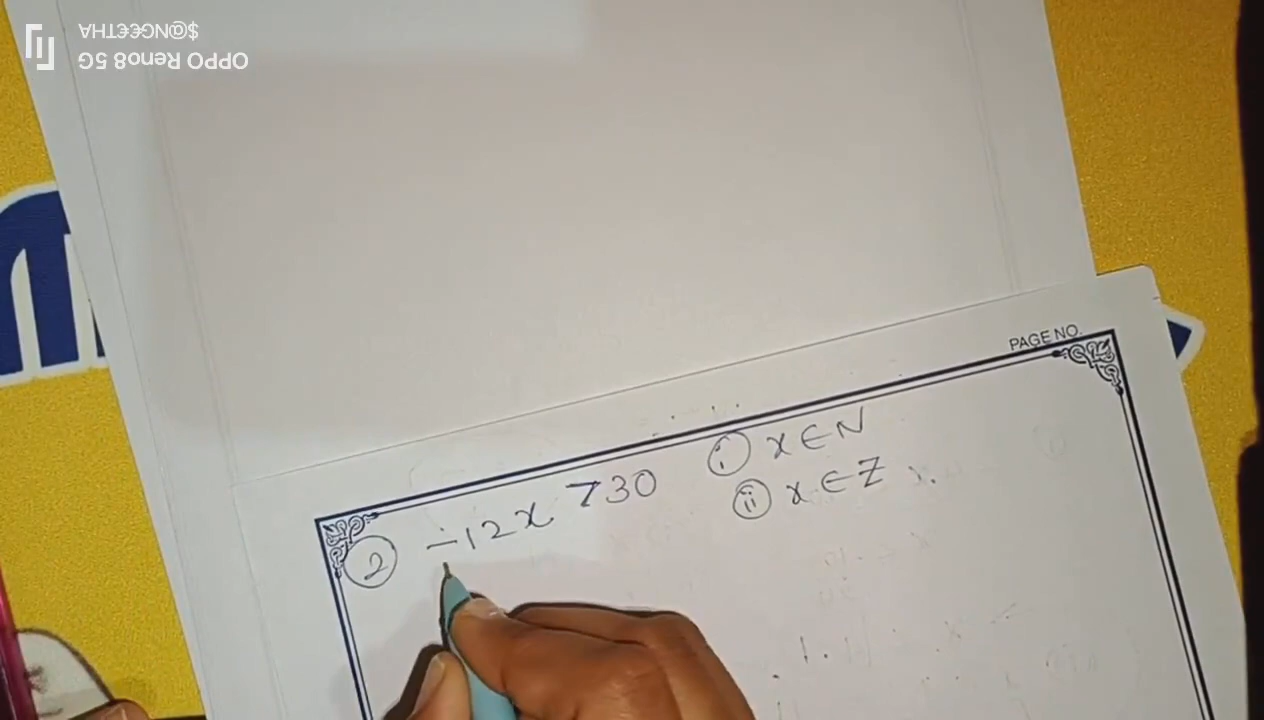 $@NGEETHA
OPPO Reno8 5G
PAGE NO.
② -12x > 30 ⓘ x ∈ N
ⓘⓘ x ∈ Z